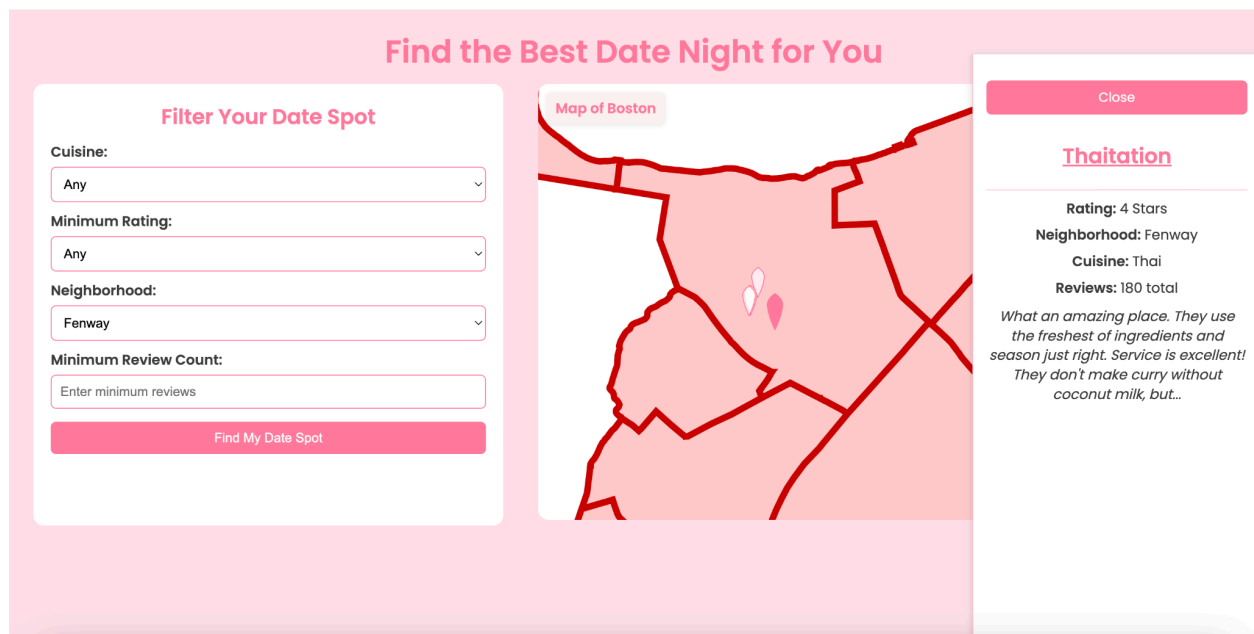 Find the Best Date Night for You
Filter Your Date Spot
Cuisine:
Any
Minimum Rating:
Any
Neighborhood:
Fenway
Minimum Review Count:
Enter minimum reviews
Find My Date Spot
Map of Boston
Close
Thaitation
Rating: 4 Stars
Neighborhood: Fenway
Cuisine: Thai
Reviews: 180 total
What an amazing place. They use
the freshest of ingredients and
season just right. Service is excellent!
They don't make curry without
coconut milk, but...